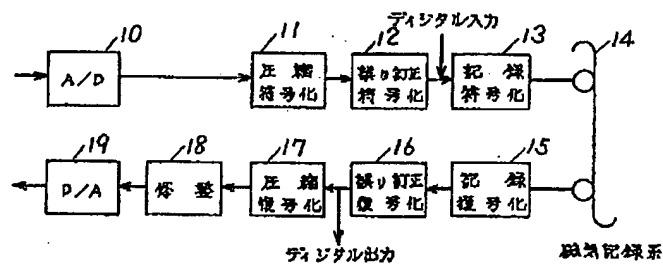 ディジタル入力
10
11
12
13
14
A/D
圧縮
符号化
誤り訂正
符号化
記録
符号化
19
18
17
16
15
D/A
修整
圧縮
復号化
誤り訂正
復号化
記録
復号化
ディジタル出力
磁気記録系